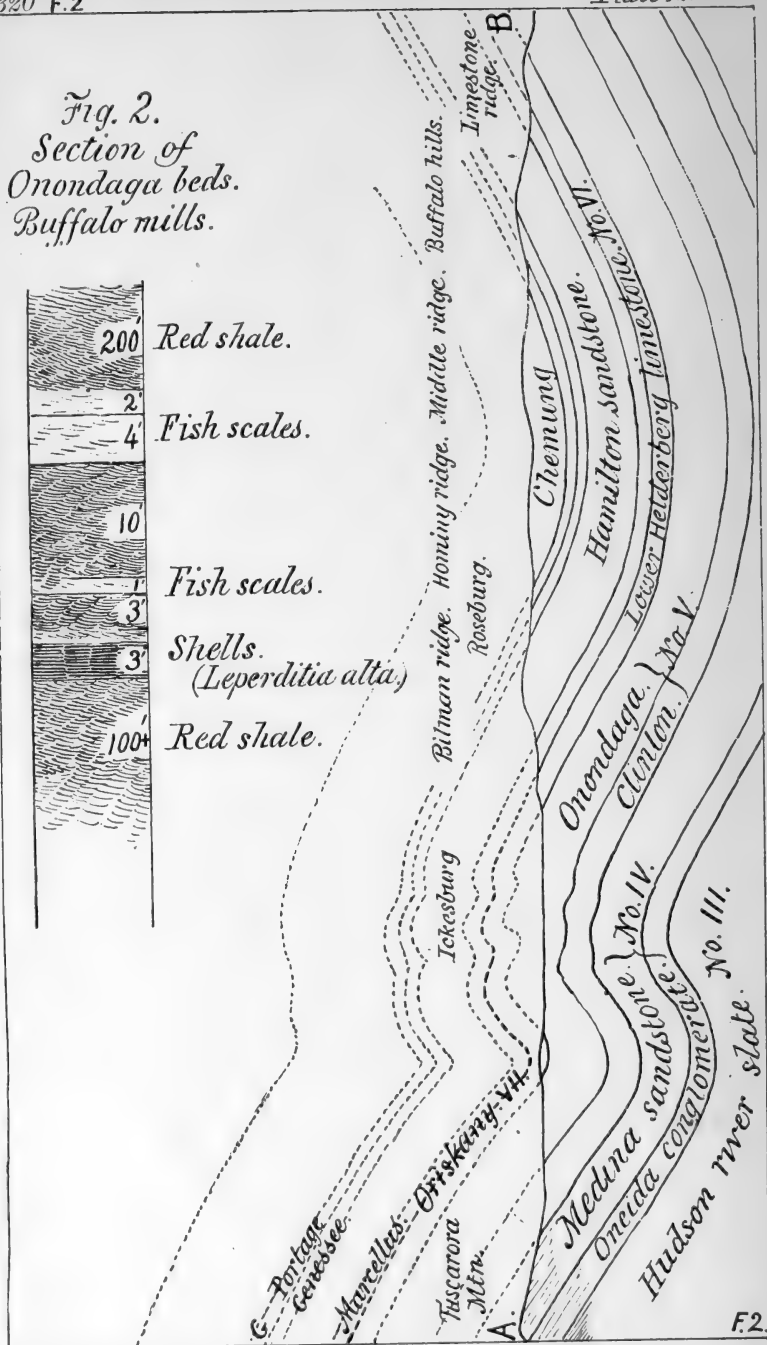 320 F.2
Fig. 2.
Section of
Onondaga beds.
Buffalo mills.
200' Red shale.
2'
4' Fish scales.
10'
1' Fish scales.
3'
3' Shells.
(Leperditia alta.)
100+' Red shale.
B.
Limestone
ridge.
Buffalo hills.
Middle ridge.
Hominy ridge.
Roseburg.
Bitman ridge.
Ickesburg
Tuscarora
Mtn.
A.
C
Portage
Genessee.
Marcellus.
Oriskany VII.
Chemung
Hamilton sandstone.
Lower Helderberg limestone. No. VI.
Onondaga. } No. V.
Clinton.
Medina sandstone. } No. IV.
Oneida conglomerate.
Hudson river slate. No. III.
F.2.